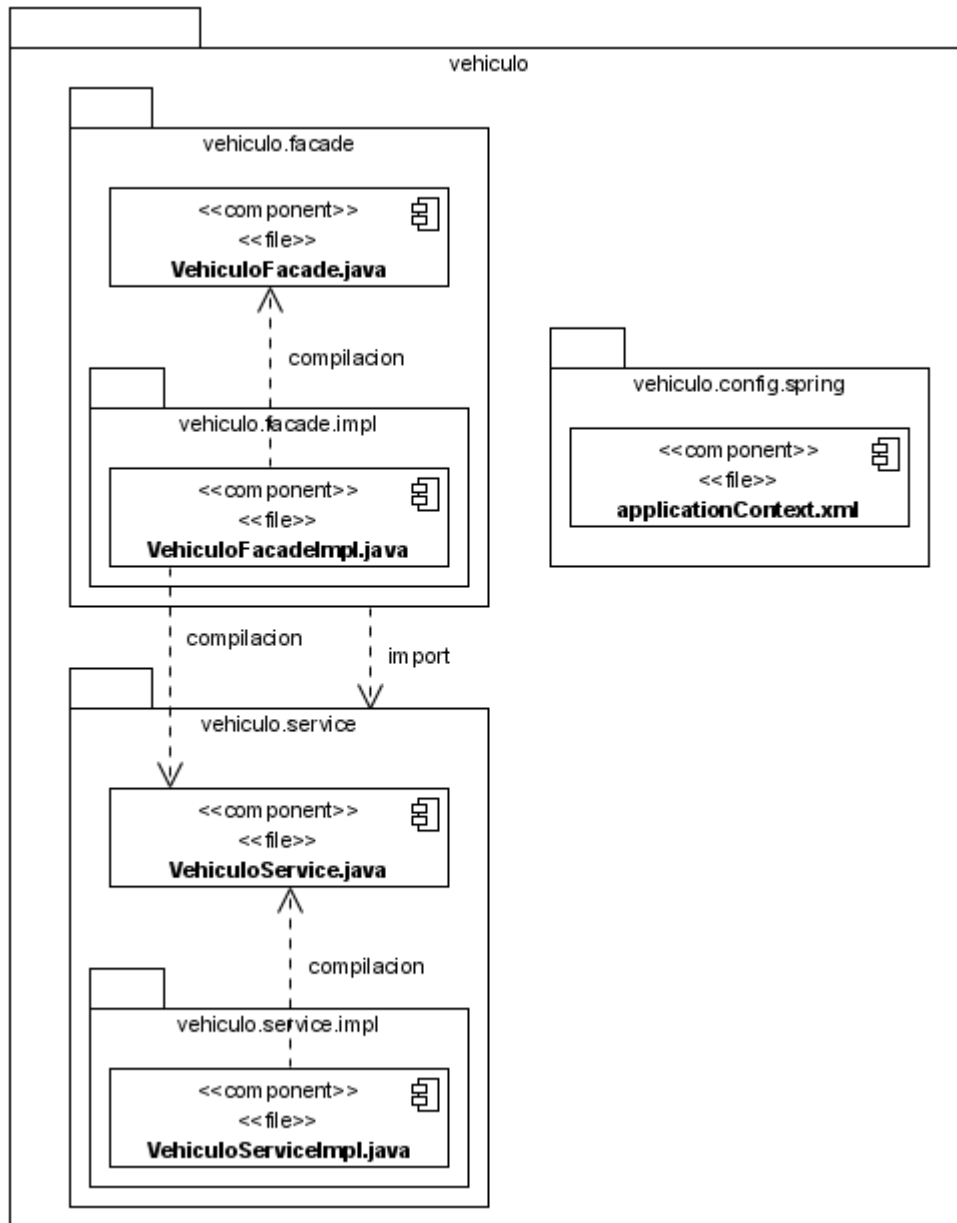 vehiculo
vehiculo.facade
<<component>>
<<file>>
VehiculoFacade.java
compilacion
vehiculo.facade.impl
<<component>>
<<file>>
VehiculoFacadeImpl.java
vehiculo.config.spring
<<component>>
<<file>>
applicationContext.xml
compilacion
import
vehiculo.service
<<component>>
<<file>>
VehiculoService.java
compilacion
vehiculo.service.impl
<<component>>
<<file>>
VehiculoServiceImpl.java